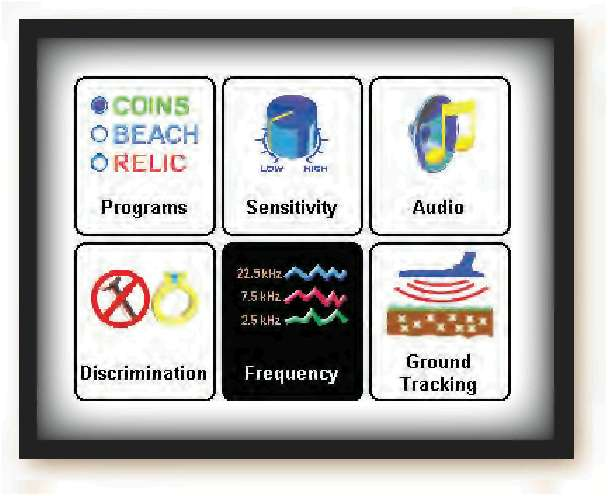 COINS
BEACH
RELIC
Programs
LOW HIGH
Sensitivity
Audio
Discrimination
22.5 kHz
7.5 kHz
2.5 kHz
Frequency
Ground
Tracking